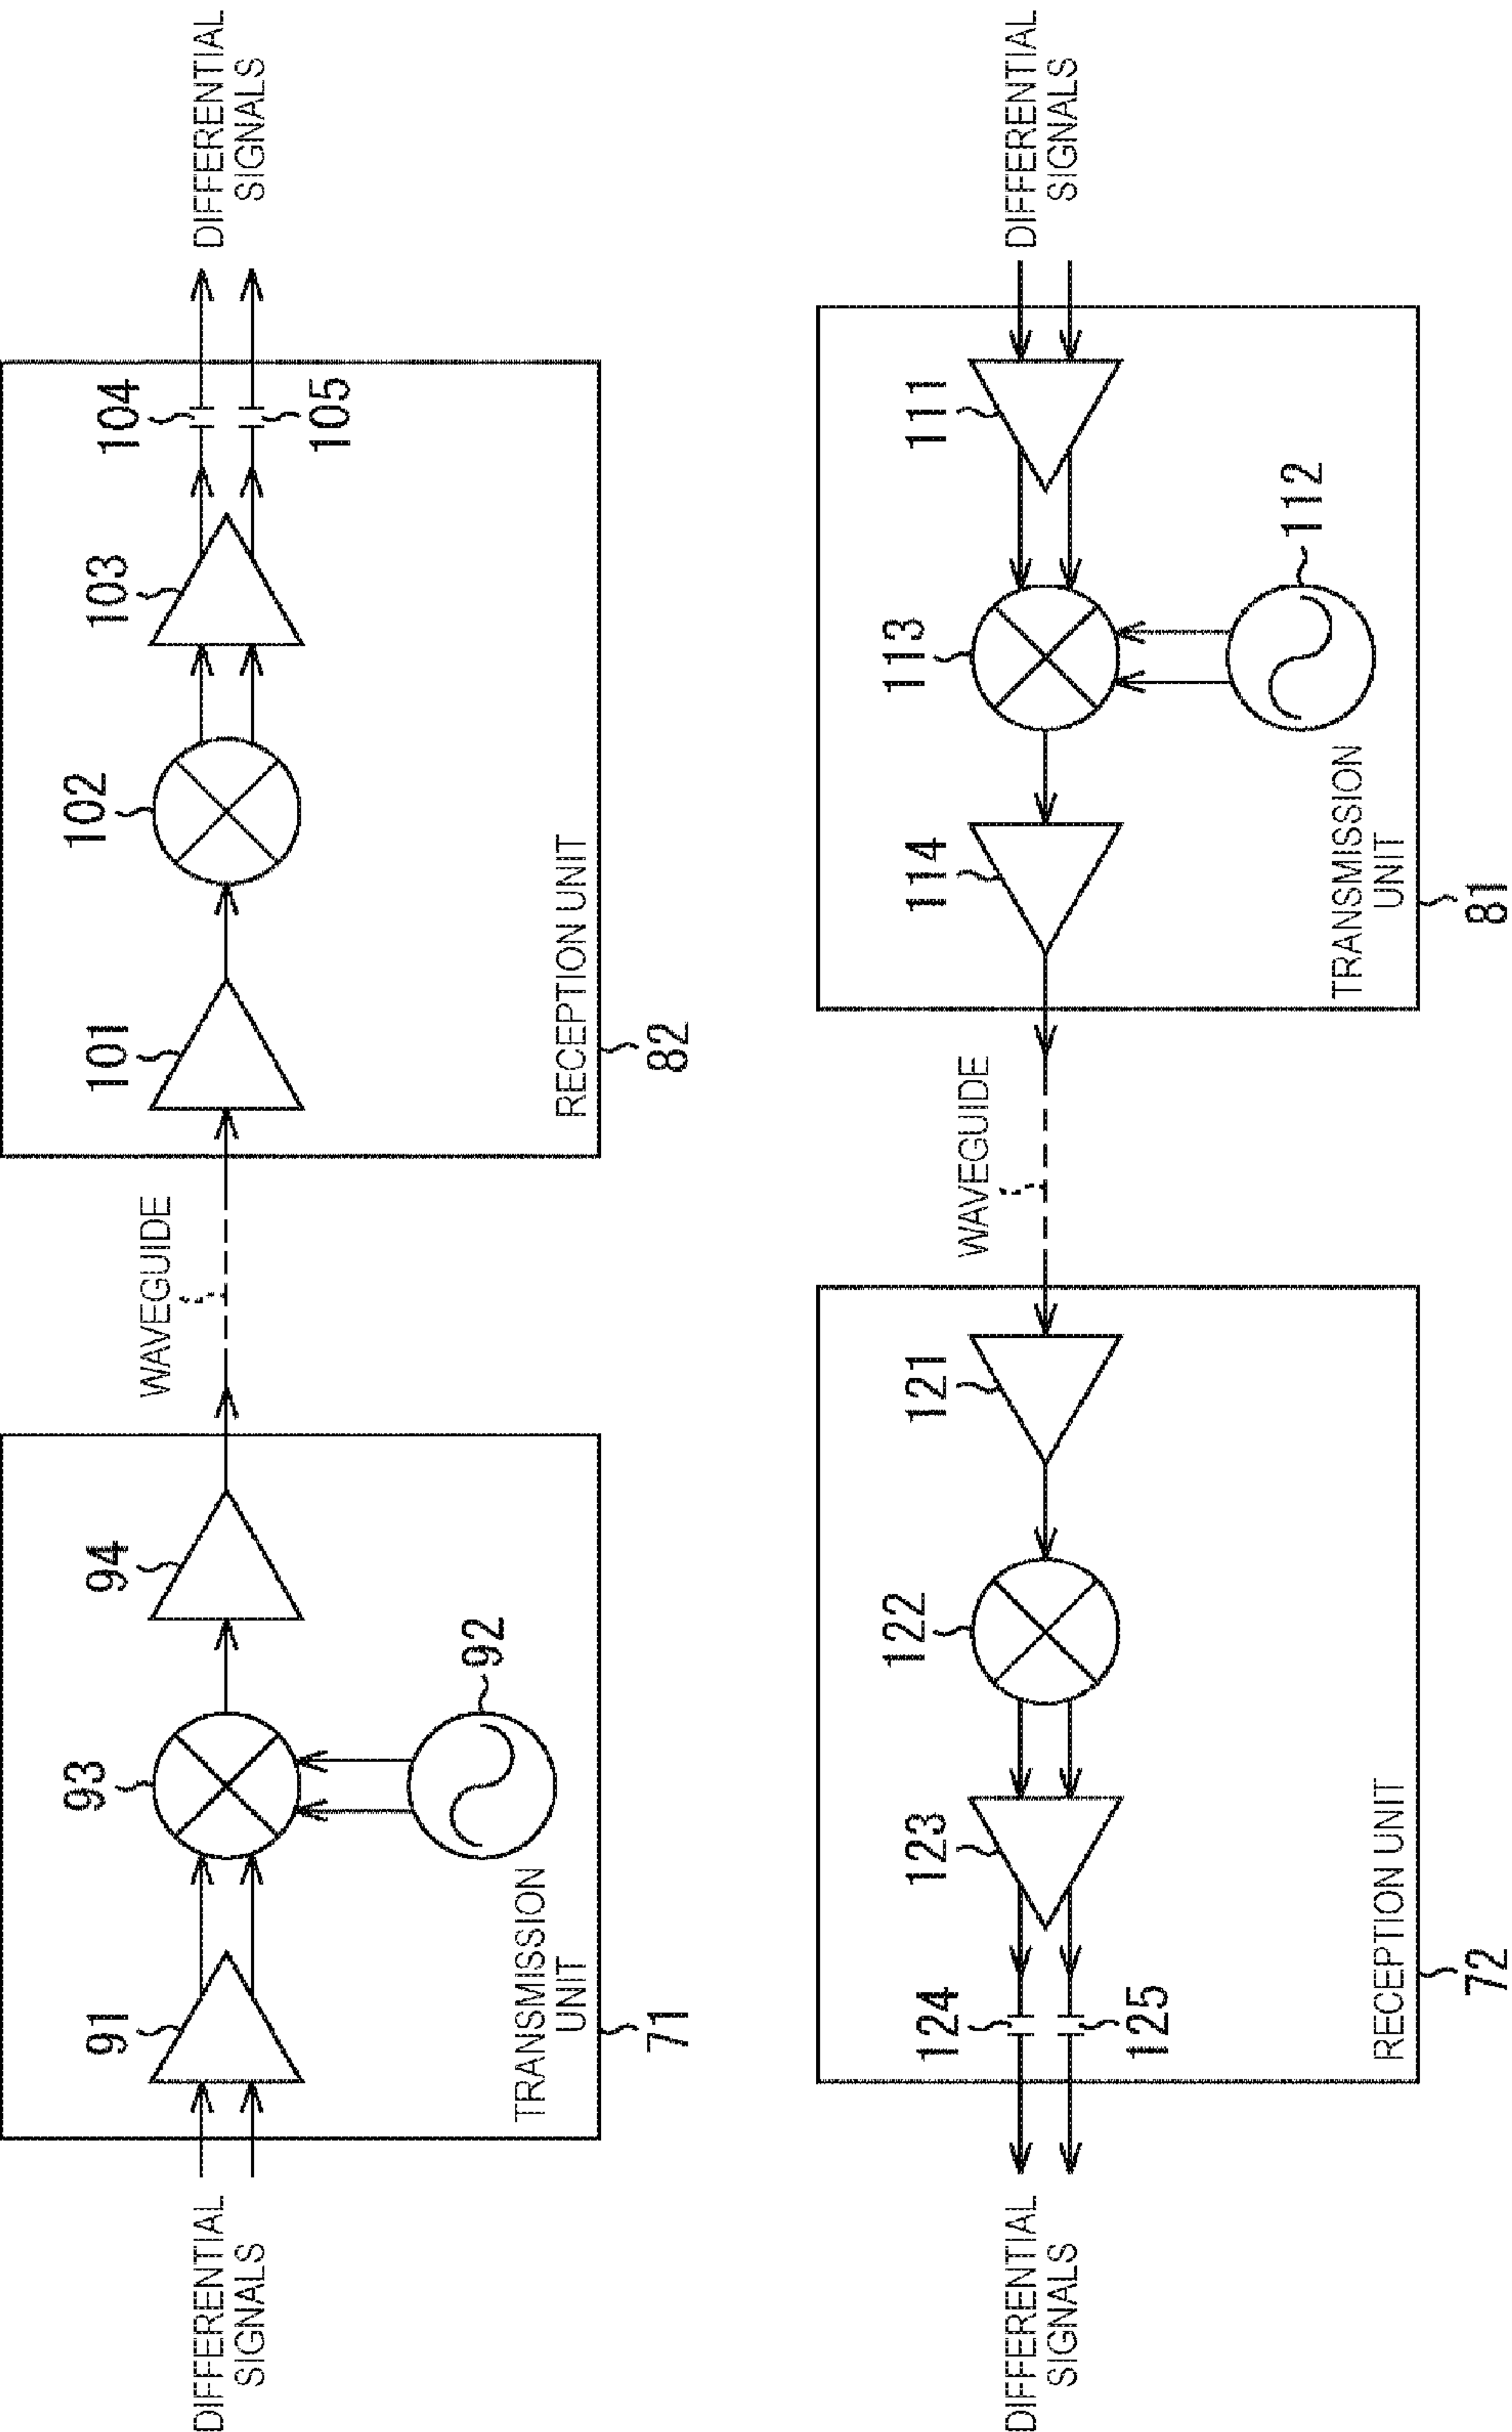 DIFFERENTIAL
SIGNALS
91
93
92
94
TRANSMISSION
UNIT
71
WAVEGUIDE
101
102
103
104
105
RECEPTION UNIT
82
DIFFERENTIAL
SIGNALS
DIFFERENTIAL
SIGNALS
124
125
123
122
121
RECEPTION UNIT
72
WAVEGUIDE
114
113
112
111
TRANSMISSION
UNIT
81
DIFFERENTIAL
SIGNALS